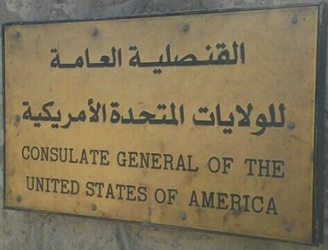 القنصلية العامة
للولايات المتحدة الأمريكية
CONSULATE GENERAL OF THE
UNITED STATES OF AMERICA